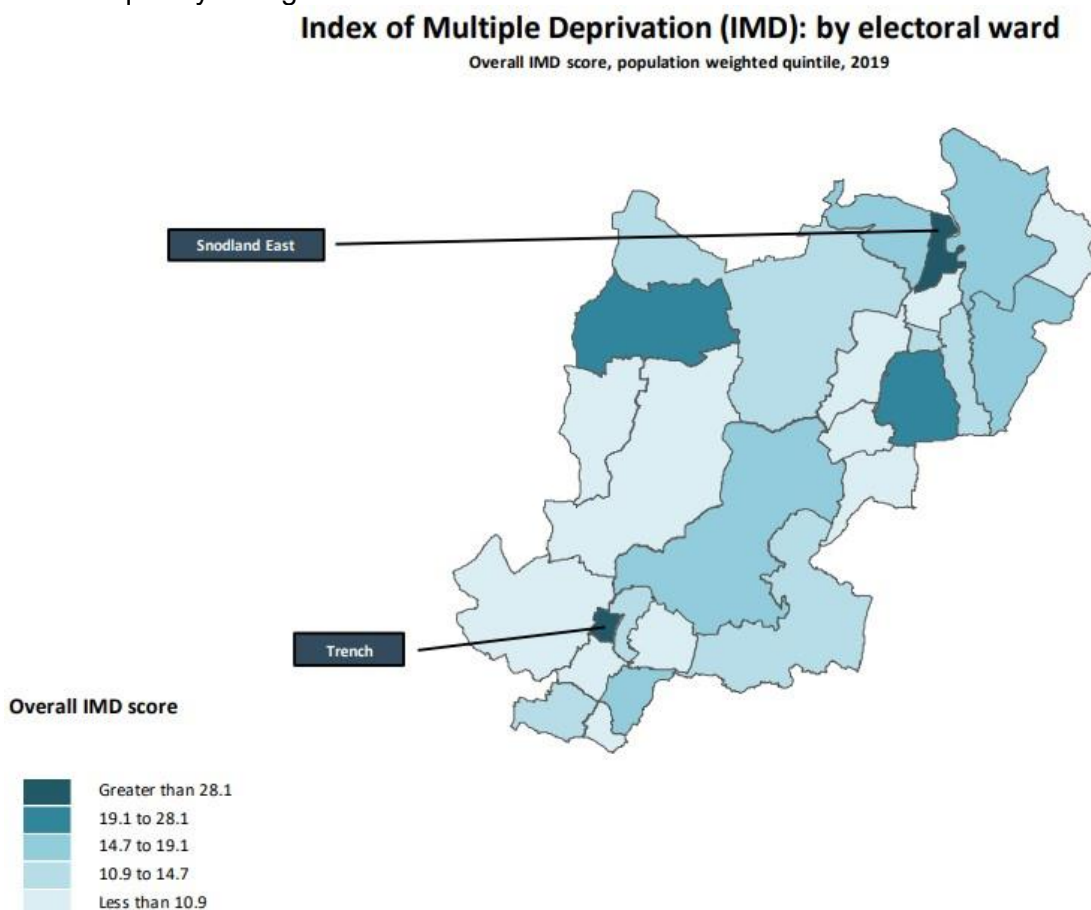 Index of Multiple Deprivation (IMD): by electoral ward
Overall IMD score, population weighted quintile, 2019
Snodland East
Trench
Overall IMD score
Greater than 28.1
19.1 to 28.1
14.7 to 19.1
10.9 to 14.7
Less than 10.9